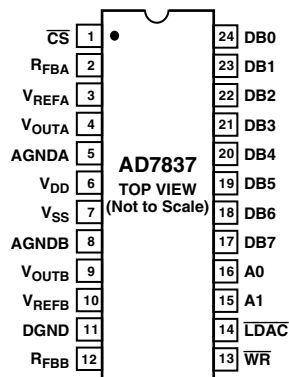 CS 1 24 DB0
RFBA 2 23 DB1
VREFA 3 22 DB2
VOUTA 4 21 DB3
AGNDA 5 20 DB4
AD7837
VDD 6 19 DB5
TOP VIEW
VSS 7 18 DB6
(Not to Scale)
AGNDB 8 17 DB7
VOUTB 9 16 A0
VREFB 10 15 A1
DGND 11 14 LDAC
RFBB 12 13 WR